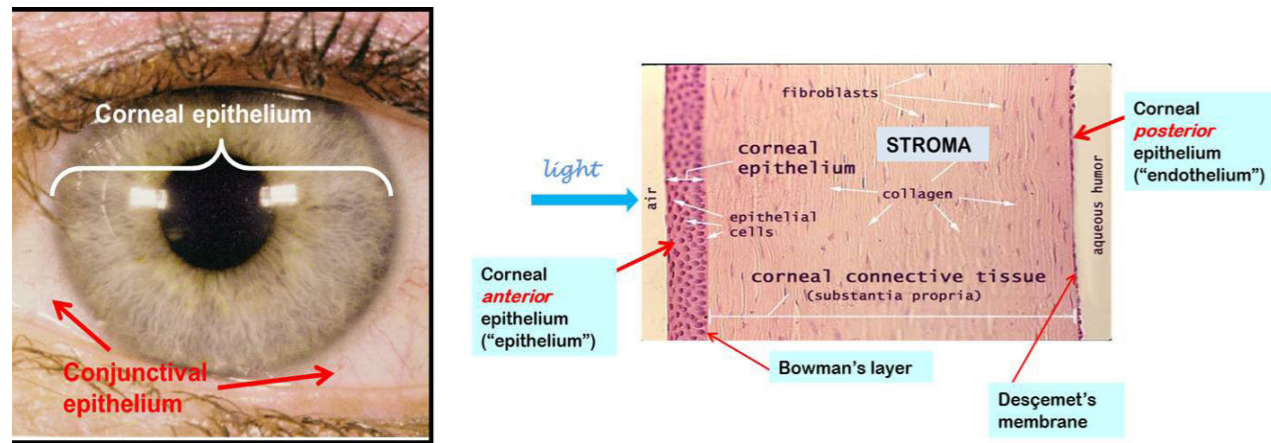 Corneal epithelium
Conjunctival
epithelium
light
air
fibroblasts
STROMA
corneal
epithelium
collagen
epithelial
cells
corneal connective tissue
(substantia propria)
aqueous humor
Corneal
anterior
epithelium
(“epithelium”)
Bowman’s layer
Corneal
posterior
epithelium
(“endothelium”)
Desçemet’s
membrane